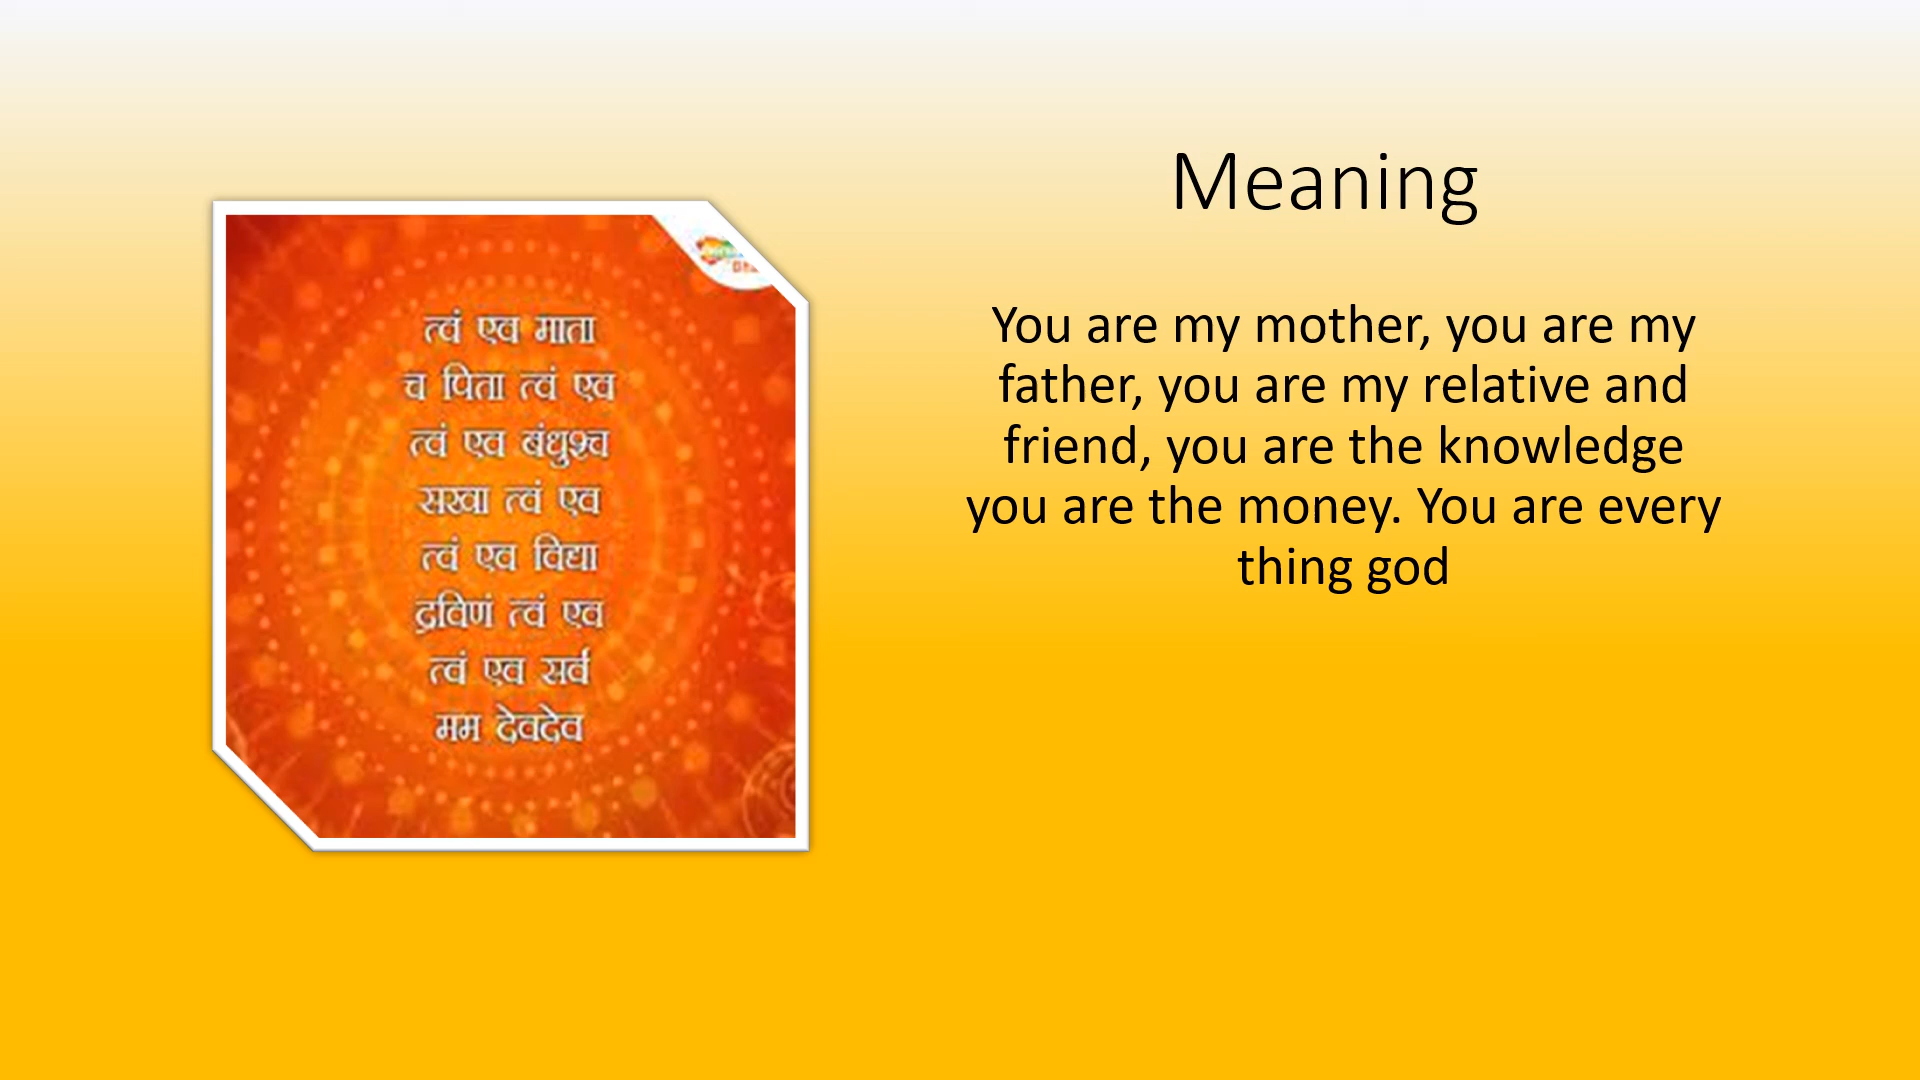 त्वं एव माता
च पिता त्वं एव
त्वं एव बंधुश्च
सखा त्वं एव
त्वं एव विद्या
द्रविणं त्वं एव
त्वं एव सर्वं
मम देवदेव
Meaning
You are my mother, you are my
father, you are my relative and
friend, you are the knowledge
you are the money. You are every
thing god